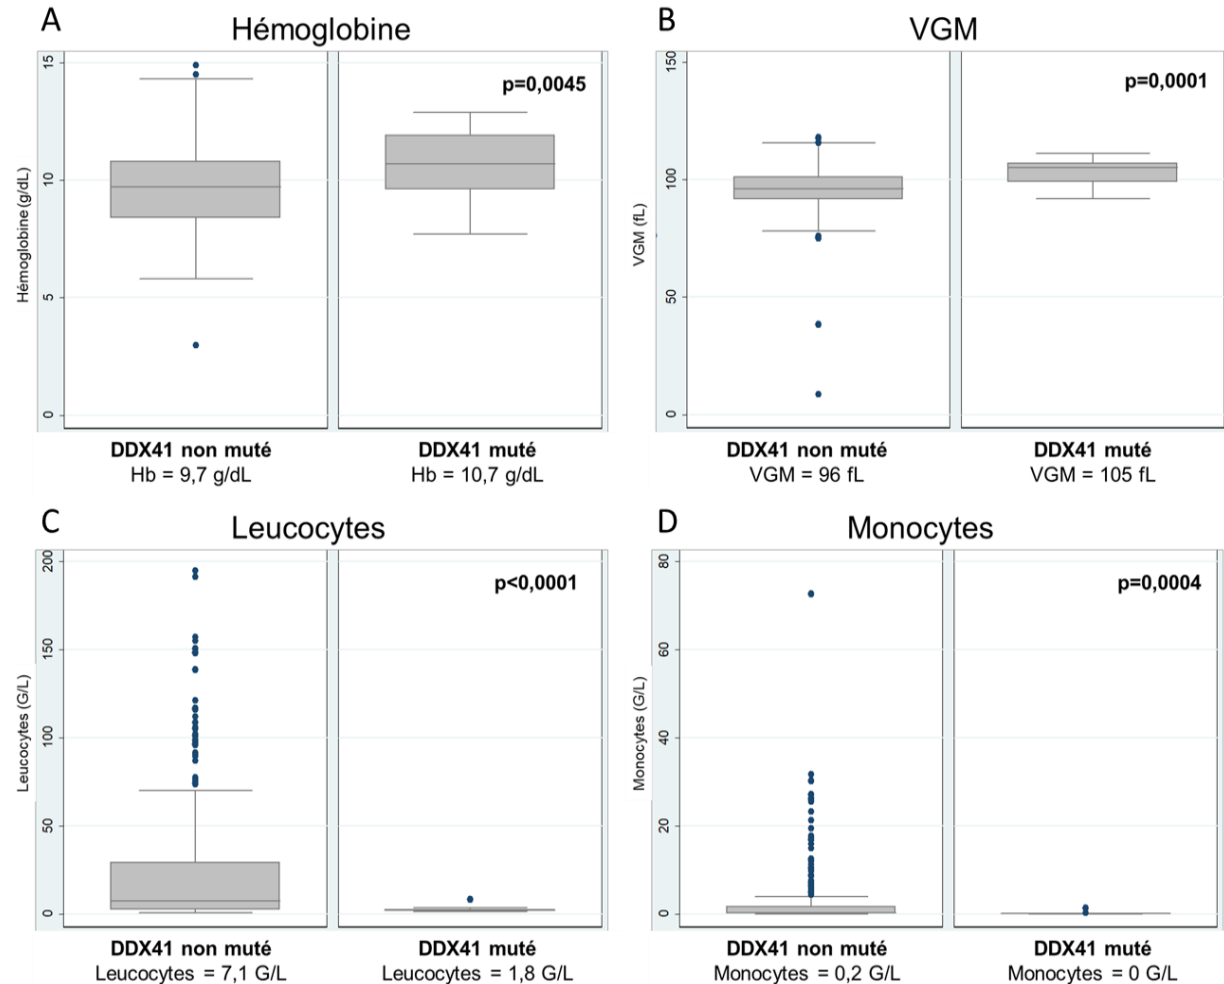 A
Hémoglobine
B
VGM
15
10
5
0
Hémoglobine (g/dL)
p=0,0045
150
100
50
0
VGM (fL)
p=0,0001
DDX41 non muté
Hb = 9,7 g/dL
DDX41 muté
Hb = 10,7 g/dL
DDX41 non muté
VGM = 96 fL
DDX41 muté
VGM = 105 fL
C
Leucocytes
D
Monocytes
200
150
100
50
0
Leucocytes (G/L)
p<0,0001
80
60
40
20
0
Monocytes (G/L)
p=0,0004
DDX41 non muté
Leucocytes = 7,1 G/L
DDX41 muté
Leucocytes = 1,8 G/L
DDX41 non muté
Monocytes = 0,2 G/L
DDX41 muté
Monocytes = 0 G/L